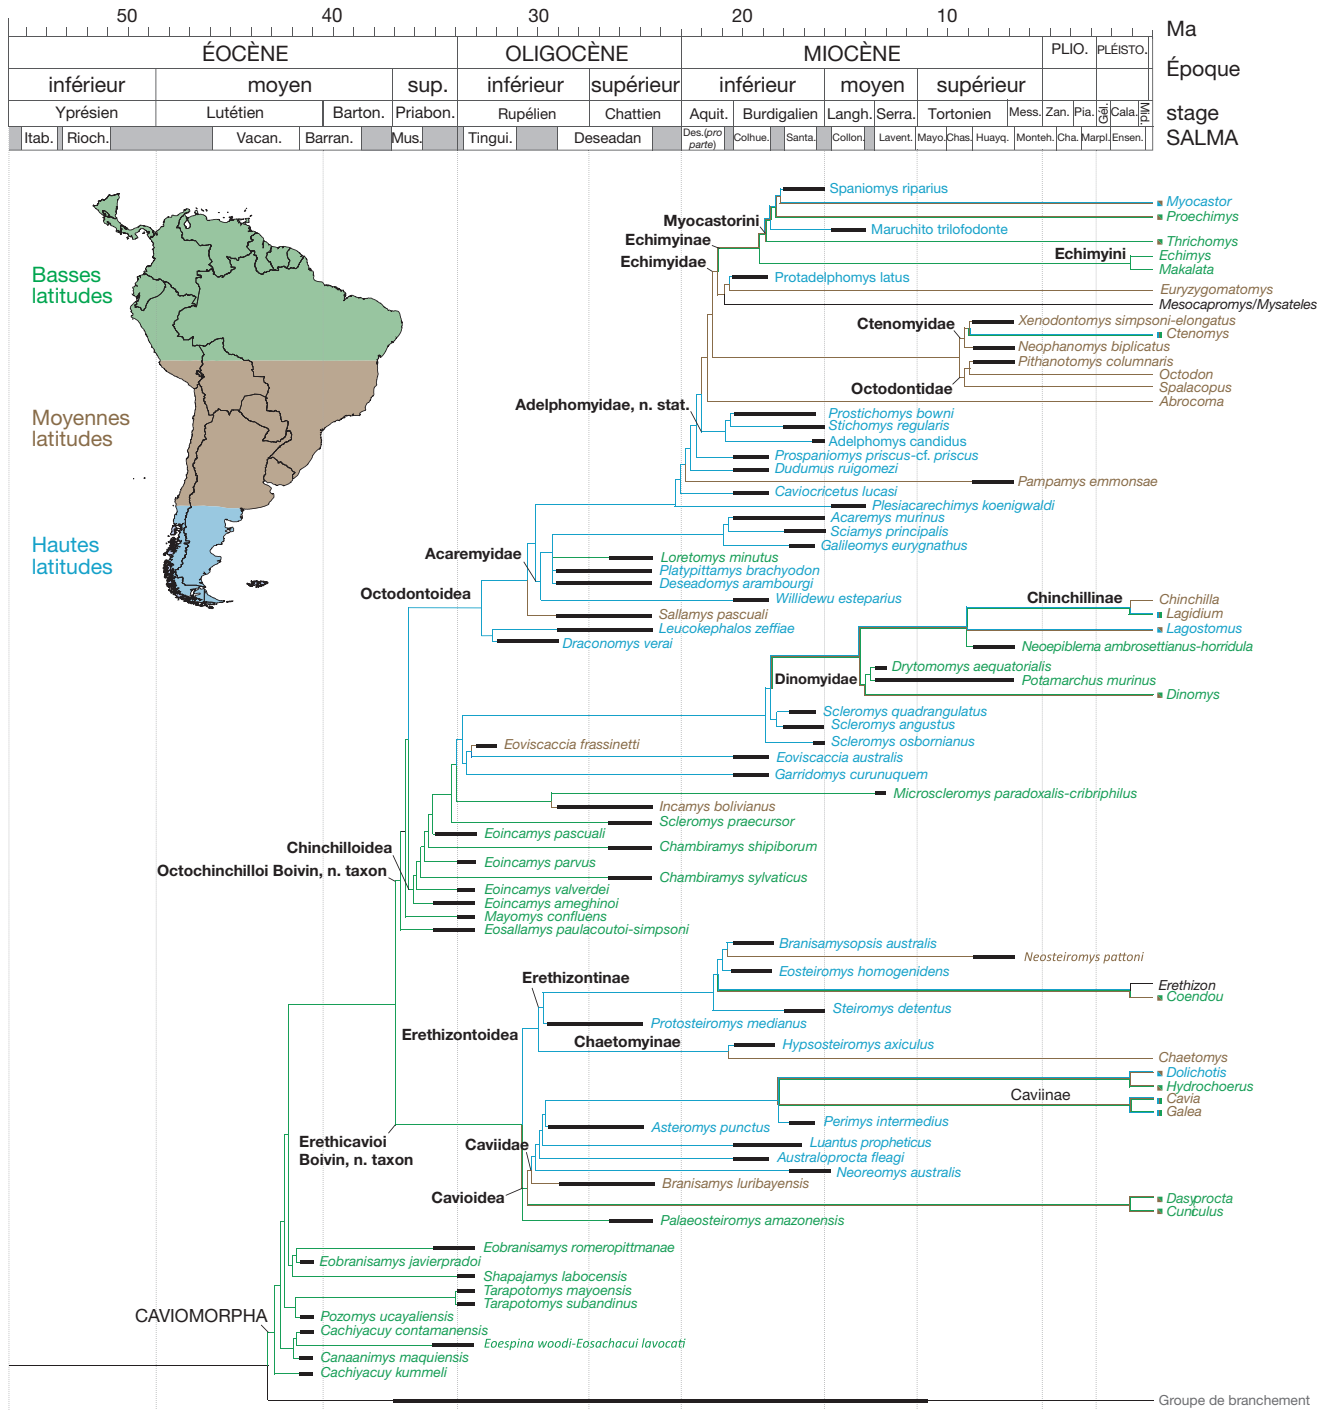 50 40 30 20 10
Ma
ÉOCÈNE OLIGOCÈNE MIOCÈNE PLIO. PLÉISTO.
Époque
inférieur moyen sup. inférieur supérieur inférieur moyen supérieur
Yprésien Lutétien Barton. Priabon. Rupélien Chattien Aquit. Burdigalien Langh. Serra. Tortonien Mess. Zan. Pia. Gél. Cala. Mid.
stage
Itab. Rioch. Vacan. Barran. Mus. Tingui. Deseadan Des.(pro parte) Colhue. Santa. Collon. Lavent. Mayo. Chas. Huayq. Monteh. Cha. Marpl. Ensen.
SALMA
Basses
latitudes
Moyennes
latitudes
Hautes
latitudes
Spaniomys riparius
Myocastor
Proechimys
Myocastorini
Maruchito trilofodonte
Echimyinae
Thrichomys
Echimyini
Echimys
Echimyidae
Makalata
Protadelphomys latus
Euryzygomatomys
Mesocapromys/Mysateles
Ctenomyidae
Xenodontomys simpsoni-elongatus
Ctenomys
Neophanomys biplicatus
Pithanotomys columnaris
Octodon
Octodontidae
Spalacopus
Abrocoma
Adelphomyidae, n. stat.
Prostichomys bowni
Stichomys regularis
Adelphomys candidus
Prospaniomys priscus-cf. priscus
Dudumus ruigomezi
Pampamys emmonsae
Caviocricetus lucasi
Plesiacarechimys koenigwaldi
Acaremys murinus
Sciamys principalis
Galileomys eurygnathus
Acaremyidae
Loretomys minutus
Platypittamys brachyodon
Deseadomys arambourgi
Octodontoidea
Willidewu esteparius
Chinchillinae
Chinchilla
Sallamys pascuali
Lagidium
Leucokephalos zeffiae
Lagostomus
Draconomys verai
Neoepiblema ambrosettianus-horridula
Drytomomys aequatorialis
Dinomyidae
Potamarchus murinus
Dinomys
Scleromys quadrangulatus
Scleromys angustus
Scleromys osbornianus
Eoviscaccia frassinetti
Eoviscaccia australis
Garridomys curunuquem
Microscleromys paradoxalis-cribriphilus
Incamys bolivianus
Scleromys praecursor
Eoincamys pascuali
Chinchilloidea
Chambiramys shipiborum
Eoincamys parvus
Octochinchilloi Boivin, n. taxon
Chambiramys sylvaticus
Eoincamys valverdei
Eoincamys ameghinoi
Mayomys confluens
Eosallamys paulacoutoi-simpsoni
Branisamysopsis australis
Neosteiromys pattoni
Eosteiromys homogenidens
Erethizontinae
Erethizon
Coendou
Steiromys detentus
Protosteiromys medianus
Erethizontoidea
Chaetomyinae
Hypsosteiromys axiculus
Chaetomys
Dolichotis
Hydrochoerus
Caviinae
Cavia
Galea
Perimys intermedius
Asteromys punctus
Erethicavioi
Boivin, n. taxon
Caviidae
Luantus propheticus
Australoprocta fleagi
Neoreomys australis
Branisamys luribayensis
Cavioidea
Dasyprocta
Cuniculus
Palaeosteiromys amazonensis
Eobranisamys romeropittmanae
Eobranisamys javierpradoi
Shapajamys labocensis
Tarapotomys mayoensis
Tarapotomys subandinus
CAVIOMORPHA
Pozomys ucayaliensis
Cachiyacuy contamanensis
Eoespina woodi-Eosachacui lavocati
Canaanimys maquiensis
Cachiyacuy kummeli
Groupe de branchement